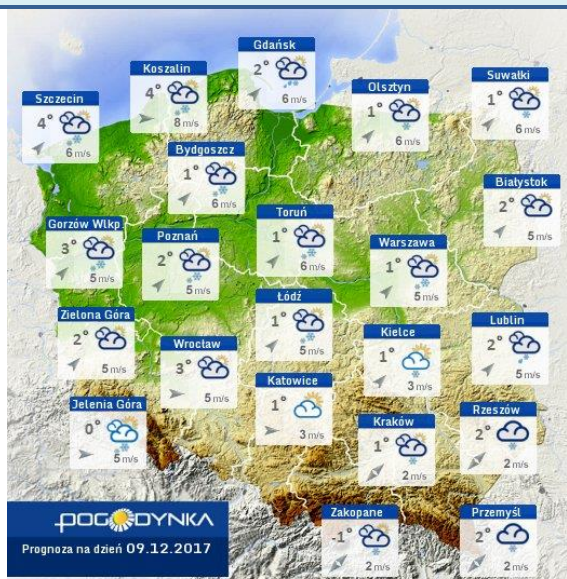 Gdańsk
2°
6 m/s
Koszalin
4°
8 m/s
Suwałki
1°
6 m/s
Olsztyn
1°
6 m/s
Szczecin
4°
6 m/s
Bydgoszcz
1°
6 m/s
Białystok
2°
5 m/s
Toruń
1°
6 m/s
Gorzów Wlkp.
3°
5 m/s
Poznań
2°
5 m/s
Warszawa
1°
5 m/s
Łódź
1°
5 m/s
Zielona Góra
2°
5 m/s
Lublin
2°
5 m/s
Kielce
1°
3 m/s
Wrocław
3°
5 m/s
Katowice
1°
3 m/s
Jelenia Góra
0°
5 m/s
Rzeszów
2°
2 m/s
Kraków
1°
2 m/s
Zakopane
-1°
2 m/s
Przemyśl
2°
2 m/s
POGODYNKA
Prognoza na dzień 09.12.2017